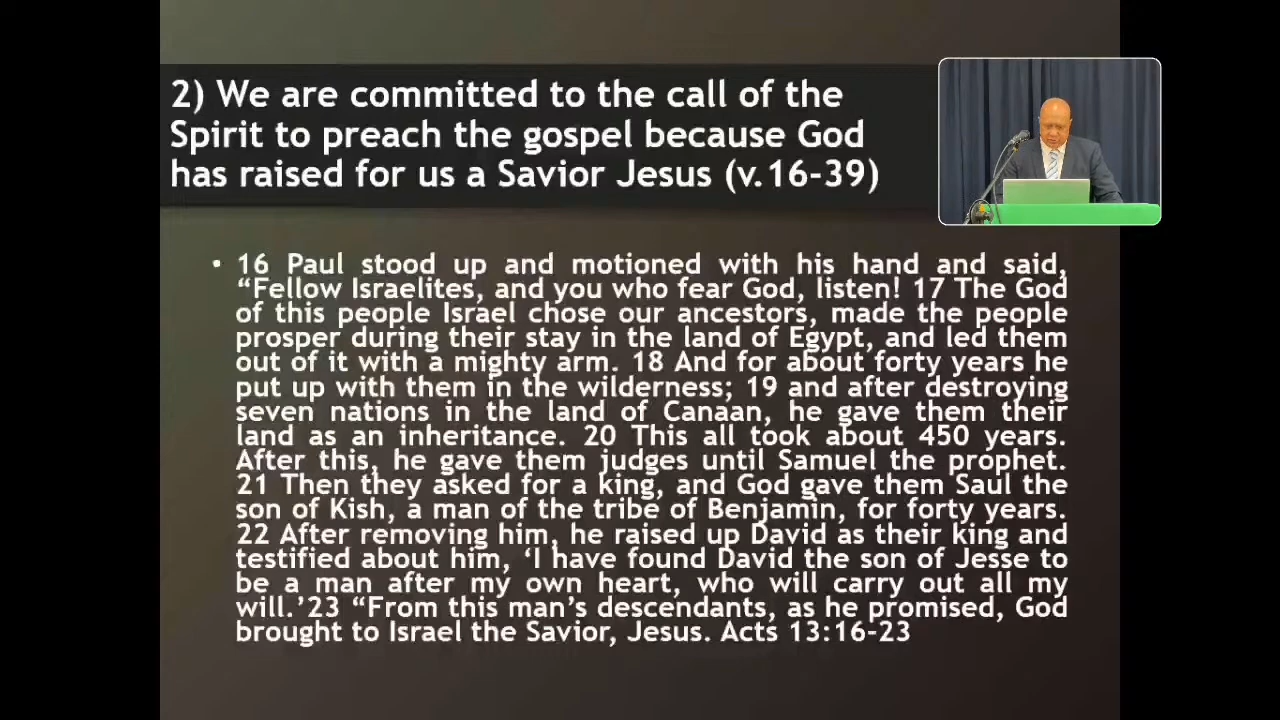 2) We are committed to the call of the
Spirit to preach the gospel because God
has raised for us a Savior Jesus (v.16-39)
• 16 Paul stood up and motioned with his hand and said,
“Fellow Israelites, and you who fear God, listen! 17 The God
of this people Israel chose our ancestors, made the people
prosper during their stay in the land of Egypt, and led them
out of it with a mighty arm. 18 And for about forty years he
put up with them in the wilderness; 19 and after destroying
seven nations in the land of Canaan, he gave them their
land as an inheritance. 20 This all took about 450 years.
After this, he gave them judges until Samuel the prophet.
21 Then they asked for a king, and God gave them Saul the
son of Kish, a man of the tribe of Benjamin, for forty years.
22 After removing him, he raised up David as their king and
testified about him, ‘I have found David the son of Jesse to
be a man after my own heart, who will carry out all my
will.’23 “From this man’s descendants, as he promised, God
brought to Israel the Savior, Jesus. Acts 13:16-23